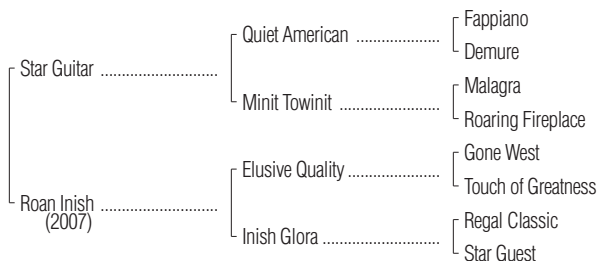 Fappiano
Quiet American ....................
Demure
Star Guitar ............................
Malagra
Minit Towinit ........................
Roaring Fireplace
Gone West
Elusive Quality ......................
Touch of Greatness
Roan Inish ............................
(2007)
Regal Classic
Inish Glora ............................
Star Guest